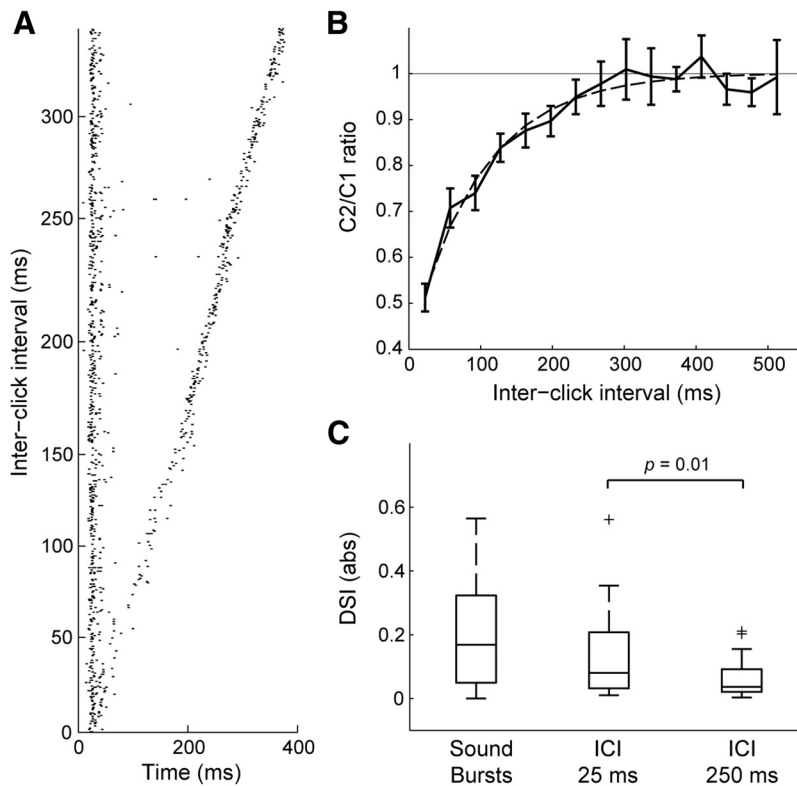 A
Inter−click interval (ms)
300
250
200
150
100
50
0
0 200 400
Time (ms)
B
C2/C1 ratio
1
0.9
0.8
0.7
0.6
0.5
0.4
0 100 200 300 400 500
Inter−click interval (ms)
C
DSI (abs)
p = 0.01
0.6
0.4
0.2
0
Sound ICI ICI
Bursts 25 ms 250 ms